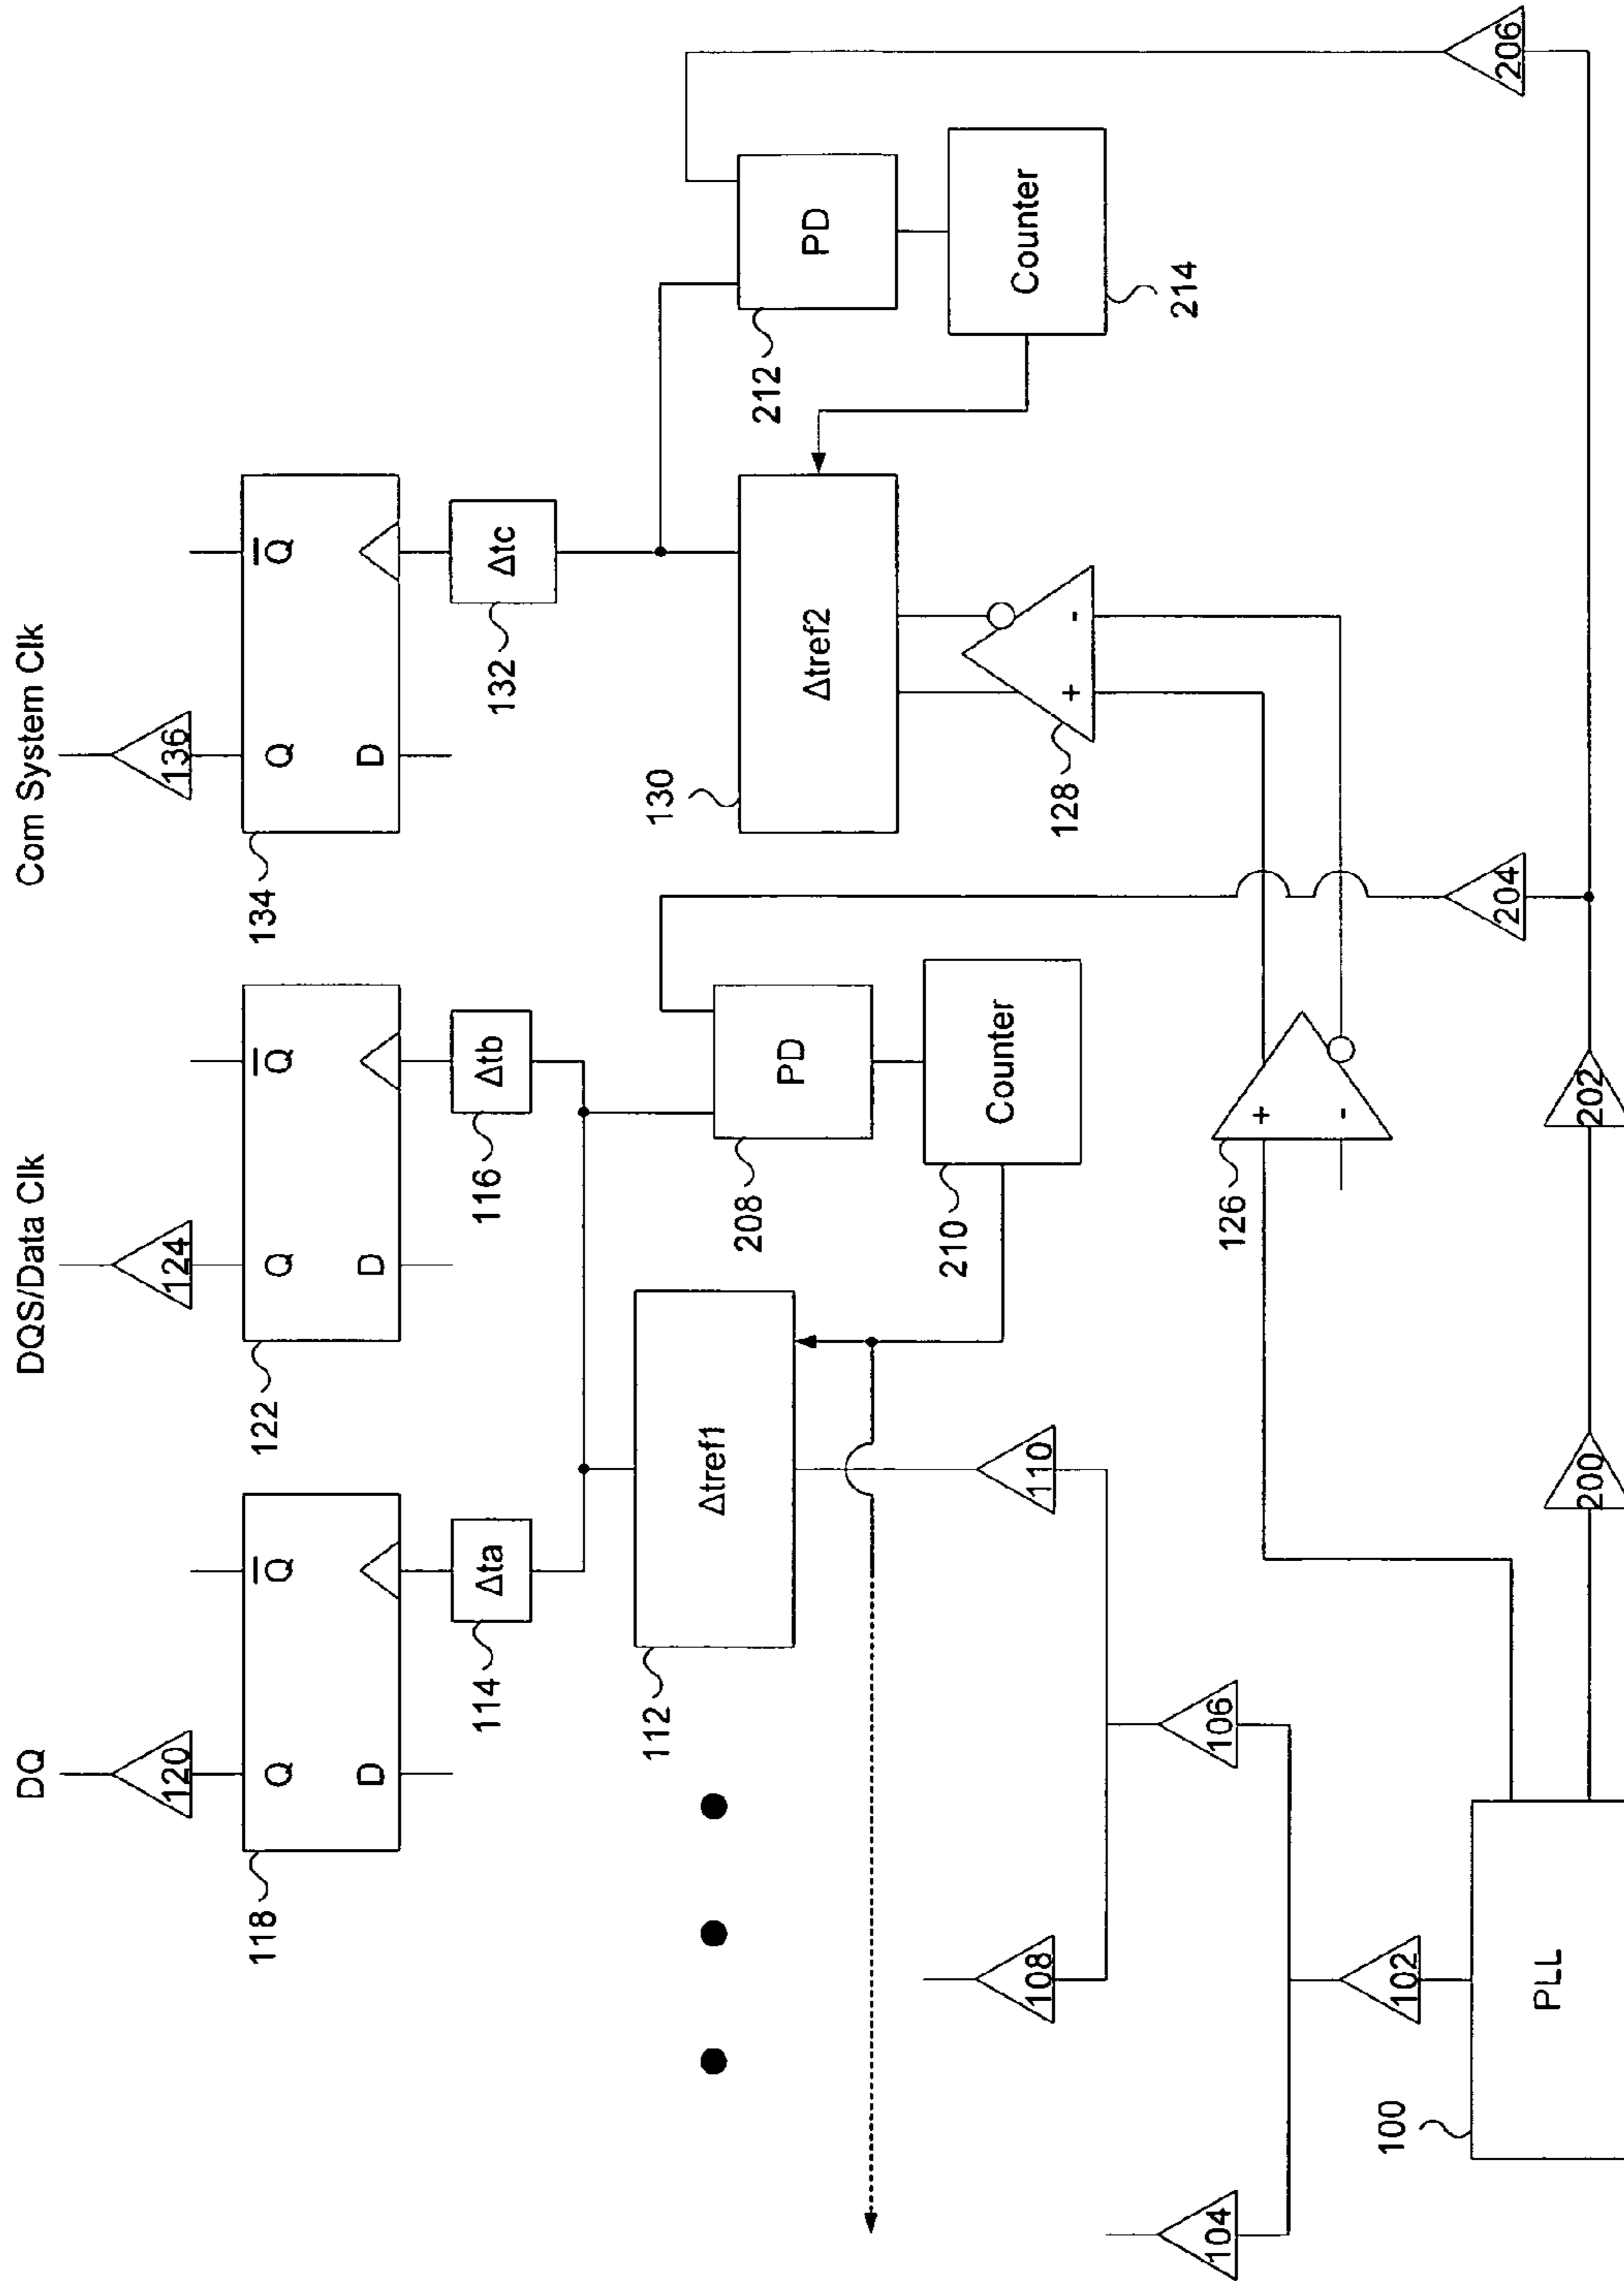 DQ
DQS/Data Clk
Com System Clk
120
124
136
Q
Q
Q
Q
Q
Q
D
D
D
118
122
134
Δta
Δtb
Δtc
114
116
132
Δtref1
112
PD
208
Counter
210
Δtref2
130
PD
212
Counter
214
+
-
128
+
-
126
110
108
106
104
102
PLL
100
200
202
204
206